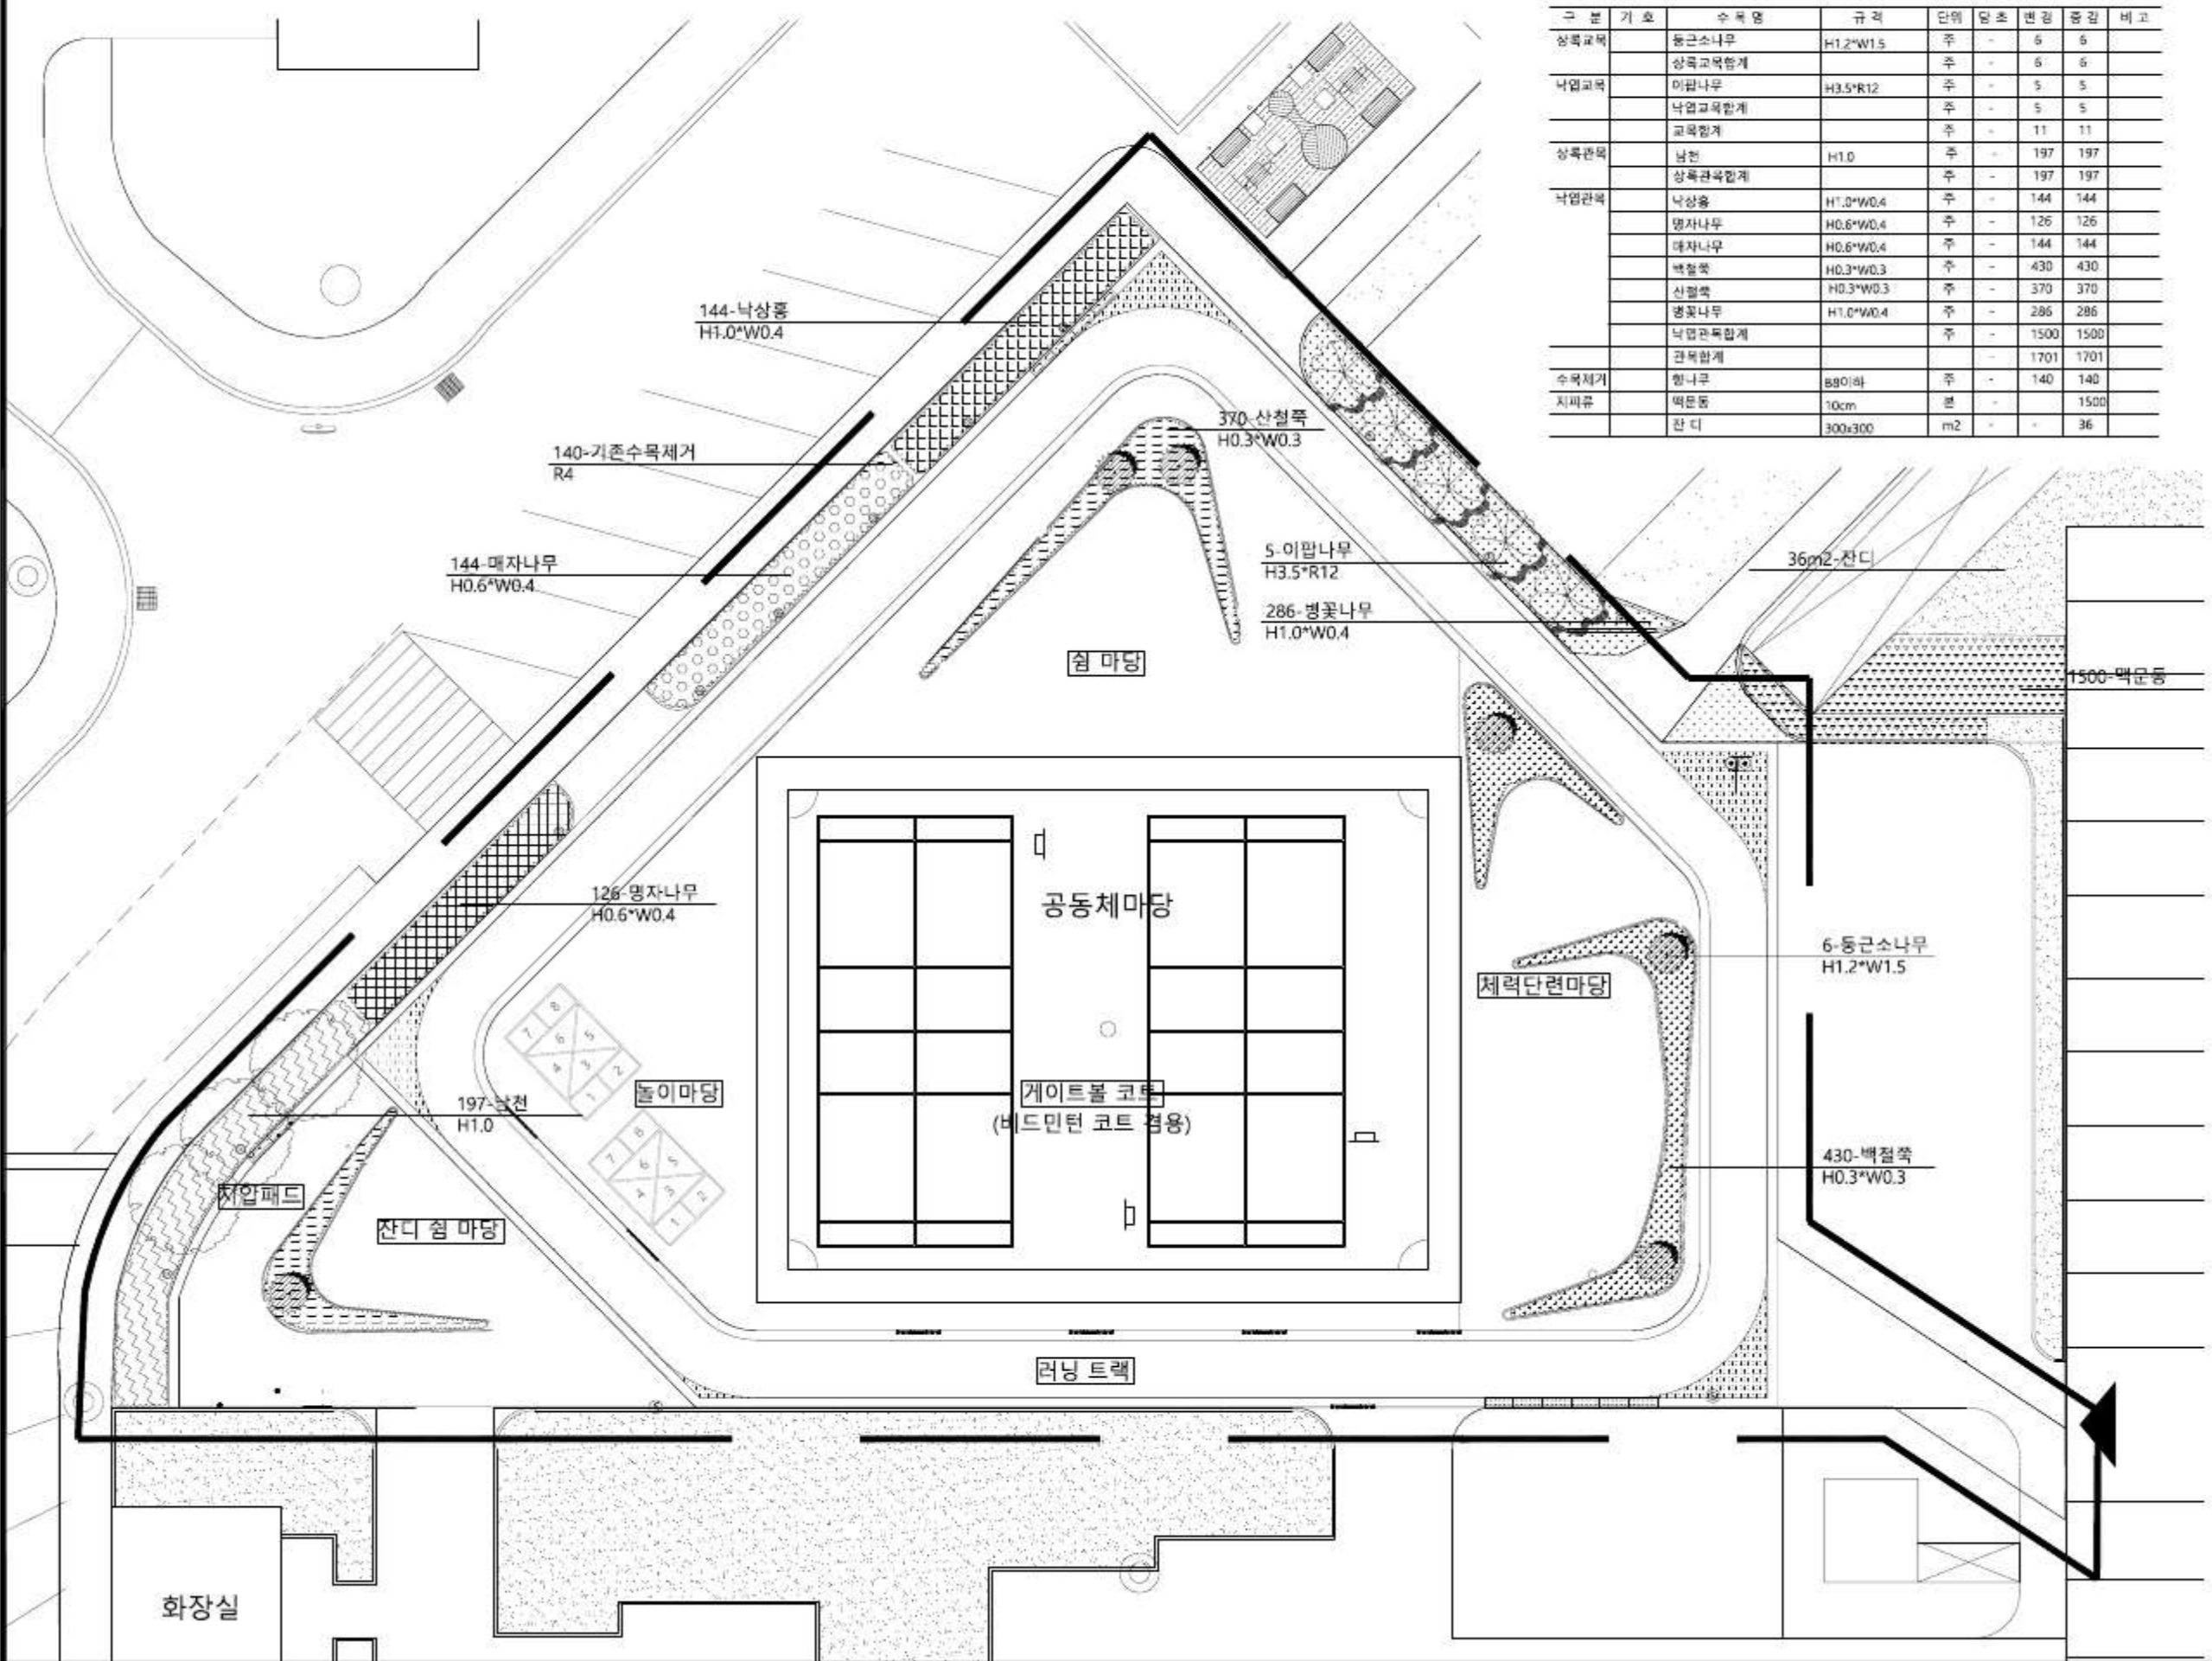 구 분 기 호 수 목 명 규 격 단위 당 초 변 경 증 감 비 고
상록교목 둥근소나무 H1.2*W1.5 주 - 6 6
상록교목합계 주 - 6 6
낙엽교목 이팝나무 H3.5*R12 주 - 5 5
낙엽교목합계 주 - 5 5
교목합계 주 - 11 11
상록관목 남천 H1.0 주 - 197 197
상록관목합계 주 - 197 197
낙엽관목 낙상홍 H1.0*W0.4 주 - 144 144
명자나무 H0.6*W0.4 주 - 126 126
매자나무 H0.6*W0.4 주 - 144 144
백철쭉 H0.3*W0.3 주 - 430 430
산철쭉 H0.3*W0.3 주 - 370 370
병꽃나무 H1.0*W0.4 주 - 286 286
낙엽관목합계 주 - 1500 1500
관목합계 - 1701 1701
수목제거 향나무 B8이하 주 - 140 140
지피류 맥문동 10cm 본 - 1500
잔 디 300x300 m2 - - 36
144-낙상홍
H1.0*W0.4
370-산철쭉
H0.3*W0.3
140-기존수목제거
R4
144-매자나무
H0.6*W0.4
5-이팝나무
H3.5*R12
36m2-잔디
286-병꽃나무
H1.0*W0.4
쉼 마당
1500-맥문동
126-명자나무
H0.6*W0.4
공동체마당
6-둥근소나무
H1.2*W1.5
체력단련마당
8 7 6 5 4 3 2 1
놀이마당
게이트볼 코트
(배드민턴 코트 겸용)
197-남천
H1.0
8 7 6 5 4 3 2 1
430-백철쭉
H0.3*W0.3
지압패드
잔디 쉼 마당
러닝 트랙
화장실